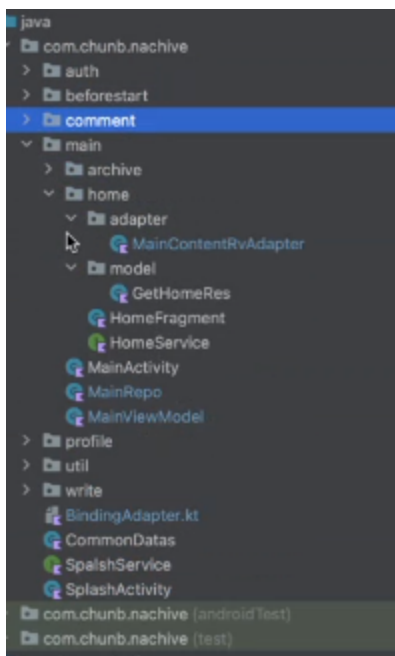 java
com.chunb.nachive
auth
beforestart
comment
main
archive
home
adapter
MainContentRvAdapter
model
GetHomeRes
HomeFragment
HomeService
MainActivity
MainRepo
MainViewModel
profile
util
write
BindingAdapter.kt
CommonDatas
SpalshService
SplashActivity
com.chunb.nachive (androidTest)
com.chunb.nachive (test)